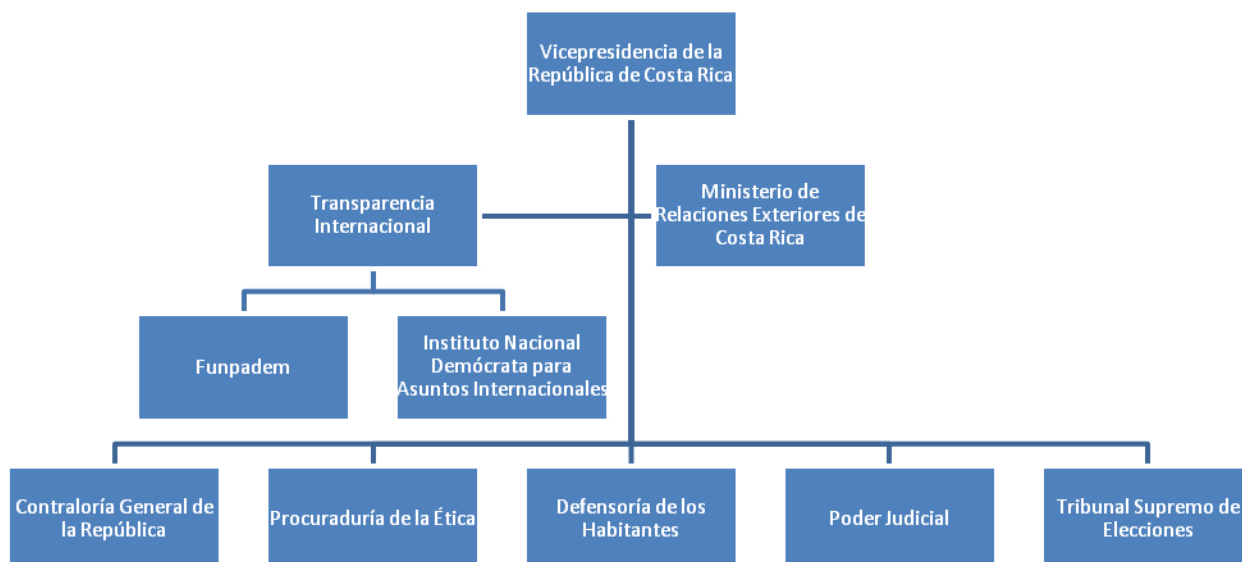 Vicepresidencia de la
República de Costa Rica
Transparencia
Internacional
Ministerio de
Relaciones Exteriores de
Costa Rica
Funpadem
Instituto Nacional
Demócrata para
Asuntos Internacionales
Contraloría General de
la República
Procuraduría de la Ética
Defensoría de los
Habitantes
Poder Judicial
Tribunal Supremo de
Elecciones